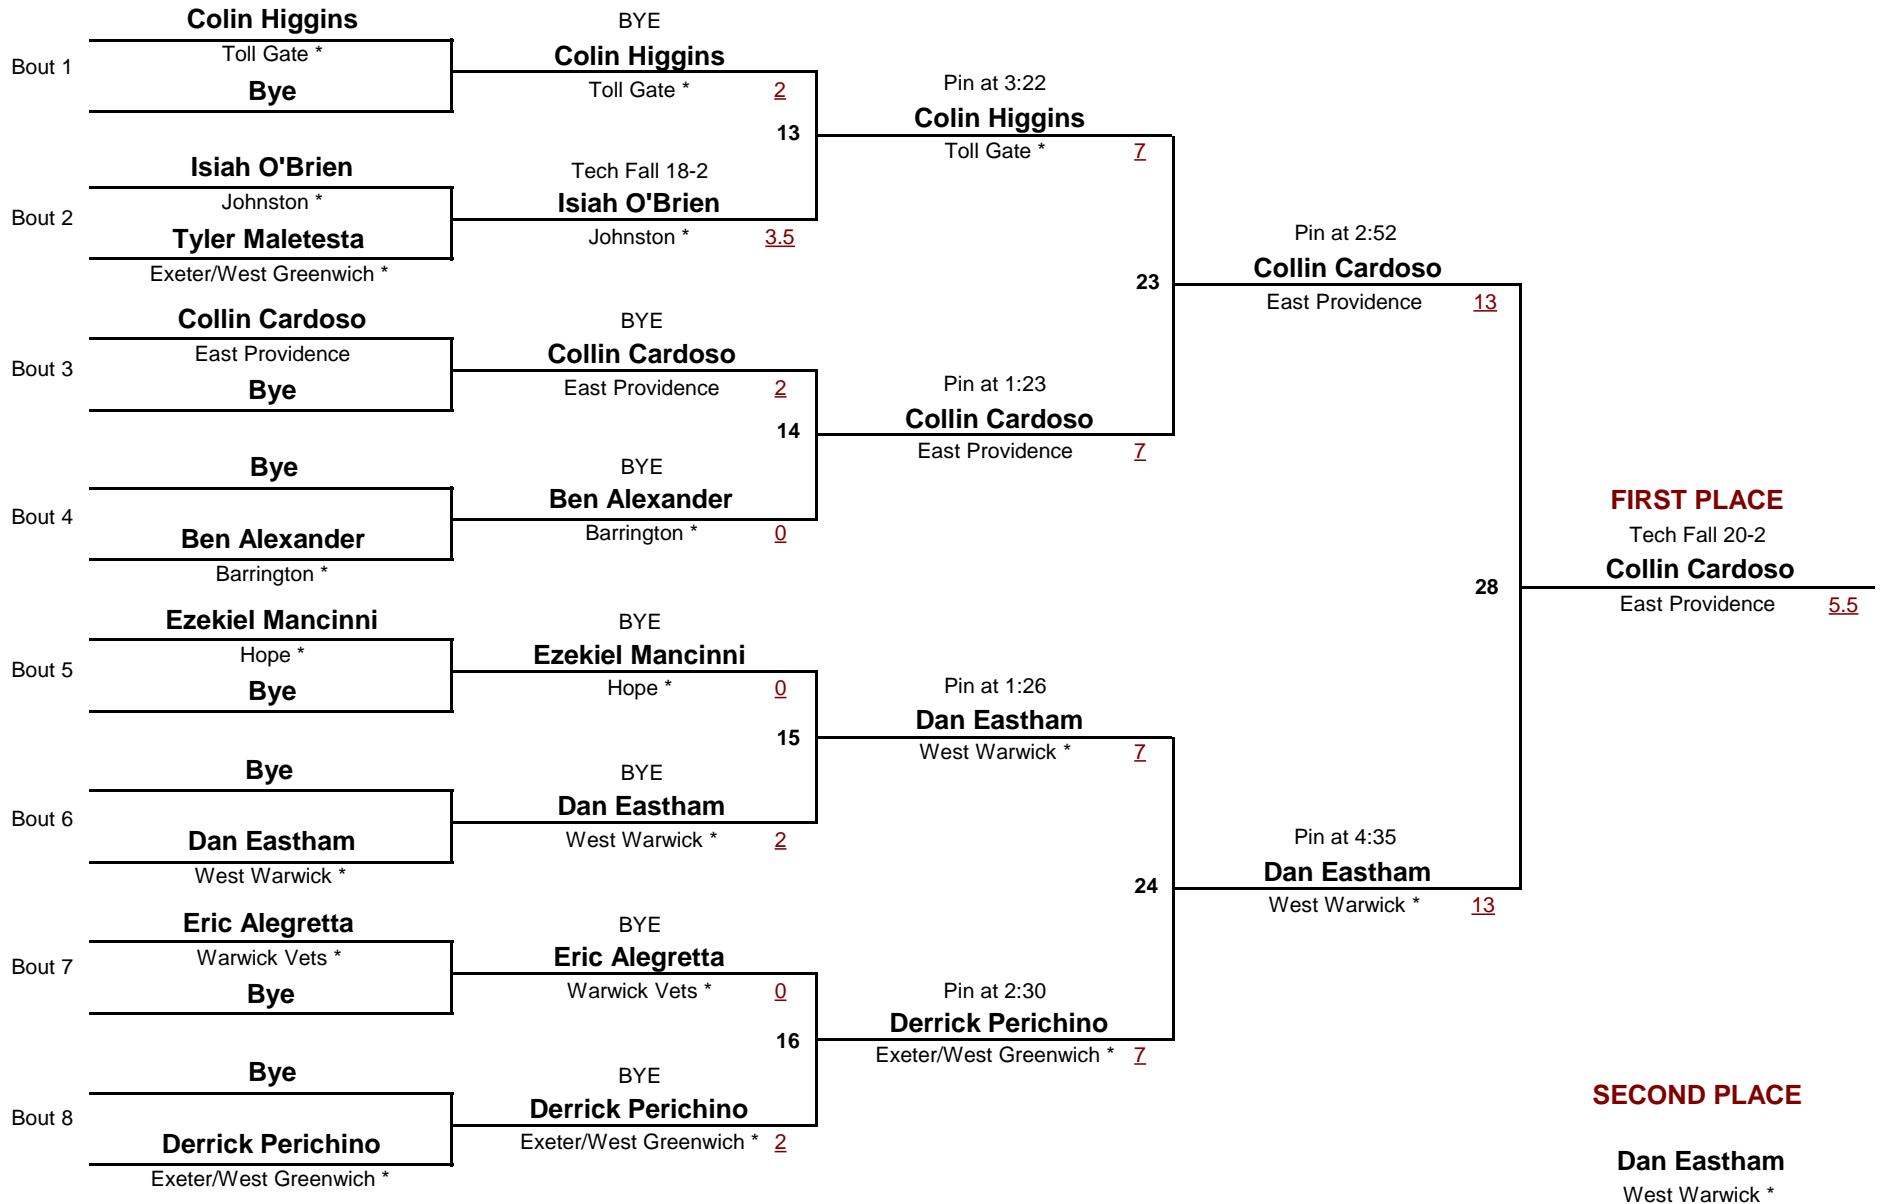 Colin Higgins
Bout 1
Toll Gate *
Bye
Isiah O'Brien
Bout 2
Johnston *
Tyler Maletesta
Exeter/West Greenwich *
Collin Cardoso
Bout 3
East Providence
Bye
Bye
Bout 4
Ben Alexander
Barrington *
Ezekiel Mancinni
Bout 5
Hope *
Bye
Bye
Bout 6
Dan Eastham
West Warwick *
Eric Alegretta
Bout 7
Warwick Vets *
Bye
Bye
Bout 8
Derrick Perichino
Exeter/West Greenwich *
BYE
Colin Higgins
Toll Gate * 2
13
Tech Fall 18-2
Isiah O'Brien
Johnston * 3.5
BYE
Collin Cardoso
East Providence 2
14
BYE
Ben Alexander
Barrington * 0
BYE
Ezekiel Mancinni
Hope * 0
15
BYE
Dan Eastham
West Warwick * 2
BYE
Eric Alegretta
Warwick Vets * 0
16
BYE
Derrick Perichino
Exeter/West Greenwich * 2
Pin at 3:22
Colin Higgins
Toll Gate * 7
23
Pin at 1:23
Collin Cardoso
East Providence 7
Pin at 1:26
Dan Eastham
West Warwick * 7
24
Pin at 2:30
Derrick Perichino
Exeter/West Greenwich * 7
Pin at 2:52
Collin Cardoso
East Providence 13
28
Pin at 4:35
Dan Eastham
West Warwick * 13
FIRST PLACE
Tech Fall 20-2
Collin Cardoso
East Providence 5.5
SECOND PLACE
Dan Eastham
West Warwick *